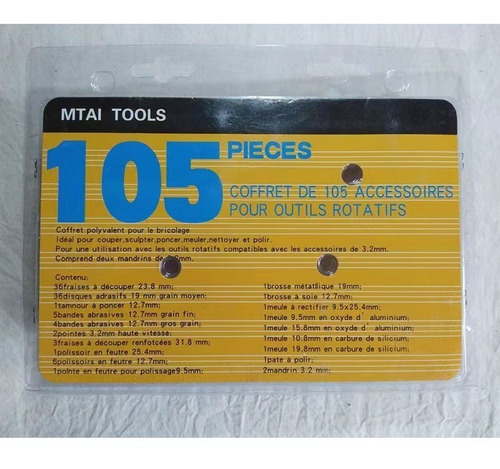 MTAI TOOLS
105 PIECES
COFFRET DE 105 ACCESSOIRES
POUR OUTILS ROTATIFS
Coffret polyvalent pour le bricolage
Idéal pour couper,sculpter,poncer,meuler,nettoyer et polir.
Pour une utilisation avec les outils rotatifs compatibles avec les accessoires de 3.2mm.
Comprend deux mandrins de
Contenu:
36fraises à découper 23.8 mm;
36disques adrasifs 19 mm grain moyen;
1tamnour à poncer 12.7mm;
5bandes abrasives 12.7mm grain fin;
4bandes abrasives 12.7mm gros grain;
2pointes 3.2mm haute vitesse;
3fraises à découper renfotcées 31.8 mm;
1polissoir en feutre 25.4mm;
6polissoirs en feutre 12.7mm;
1pointe en feutre pour polissage9.5mm;
1brosse métatllique 19mm;
1brosse à soie 12.7mm;
1meule à rectifier 9.5x25.4mm;
1meule 9.5mm en oxyde d' aluminium;
1meule 15.8mm en oxyde d' aluminium;
1meule 10.8mm en carbure de silicium;
1meule 19.8mm en carbure de silicium;
1pate à polir;
2mandrin 3.2 mm;